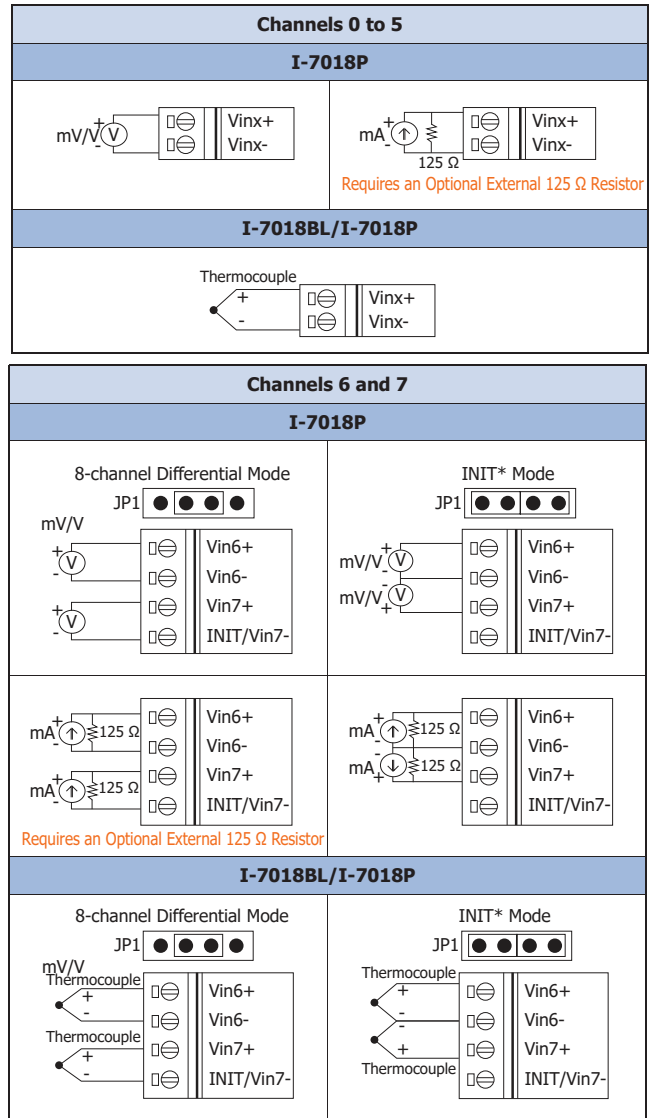 Channels 0 to 5
I-7018P
mV/V
+
-
V
Vinx+
Vinx-
mA
+
-
125 Ω
Vinx+
Vinx-
Requires an Optional External 125 Ω Resistor
I-7018BL/I-7018P
Thermocouple
+
-
Vinx+
Vinx-
Channels 6 and 7
I-7018P
8-channel Differential Mode
JP1
mV/V
+
V
-
+
V
-
Vin6+
Vin6-
Vin7+
INIT/Vin7-
INIT* Mode
JP1
mV/V
+
V
-
-
mV/V
V
+
Vin6+
Vin6-
Vin7+
INIT/Vin7-
mA
+
-
125 Ω
mA
+
-
125 Ω
Vin6+
Vin6-
Vin7+
INIT/Vin7-
Requires an Optional External 125 Ω Resistor
mA
+
-
125 Ω
mA
+
125 Ω
Vin6+
Vin6-
Vin7+
INIT/Vin7-
I-7018BL/I-7018P
8-channel Differential Mode
JP1
mV/V
Thermocouple
+
-
Thermocouple
+
-
Vin6+
Vin6-
Vin7+
INIT/Vin7-
INIT* Mode
JP1
Thermocouple
+
-
-
+
Thermocouple
Vin6+
Vin6-
Vin7+
INIT/Vin7-